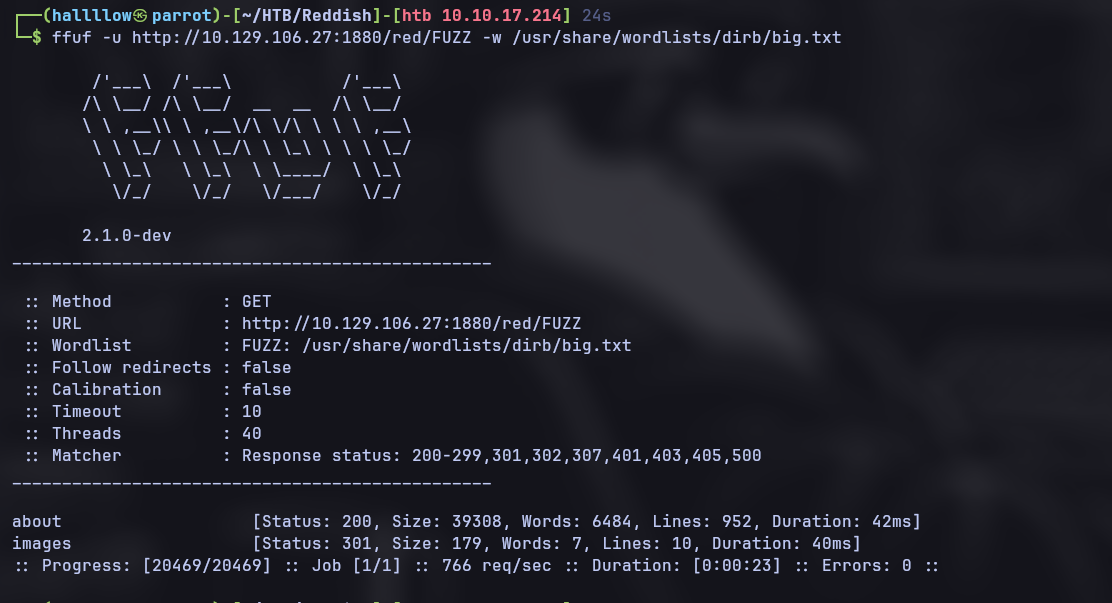 ┌──(hallllow㉿parrot)-[~/HTB/Reddish]-[htb 10.10.17.214] 24s
└─$ ffuf -u http://10.129.106.27:1880/red/FUZZ -w /usr/share/wordlists/dirb/big.txt
        /'___\  /'___\           /'___\
       /\ \__/ /\ \__/  __  __  /\ \__/
       \ \ ,__\\ \ ,__\/\ \/\ \ \ \ ,__\
        \ \ \_/ \ \ \_/\ \ \_\ \ \ \ \_/
         \ \_\   \ \_\  \ \____/  \ \_\
          \/_/    \/_/   \/___/    \/_/
       2.1.0-dev
________________________________________________
 :: Method           : GET
 :: URL              : http://10.129.106.27:1880/red/FUZZ
 :: Wordlist         : FUZZ: /usr/share/wordlists/dirb/big.txt
 :: Follow redirects : false
 :: Calibration      : false
 :: Timeout          : 10
 :: Threads          : 40
 :: Matcher          : Response status: 200-299,301,302,307,401,403,405,500
________________________________________________
about                   [Status: 200, Size: 39308, Words: 6484, Lines: 952, Duration: 42ms]
images                  [Status: 301, Size: 179, Words: 7, Lines: 10, Duration: 40ms]
:: Progress: [20469/20469] :: Job [1/1] :: 766 req/sec :: Duration: [0:00:23] :: Errors: 0 ::